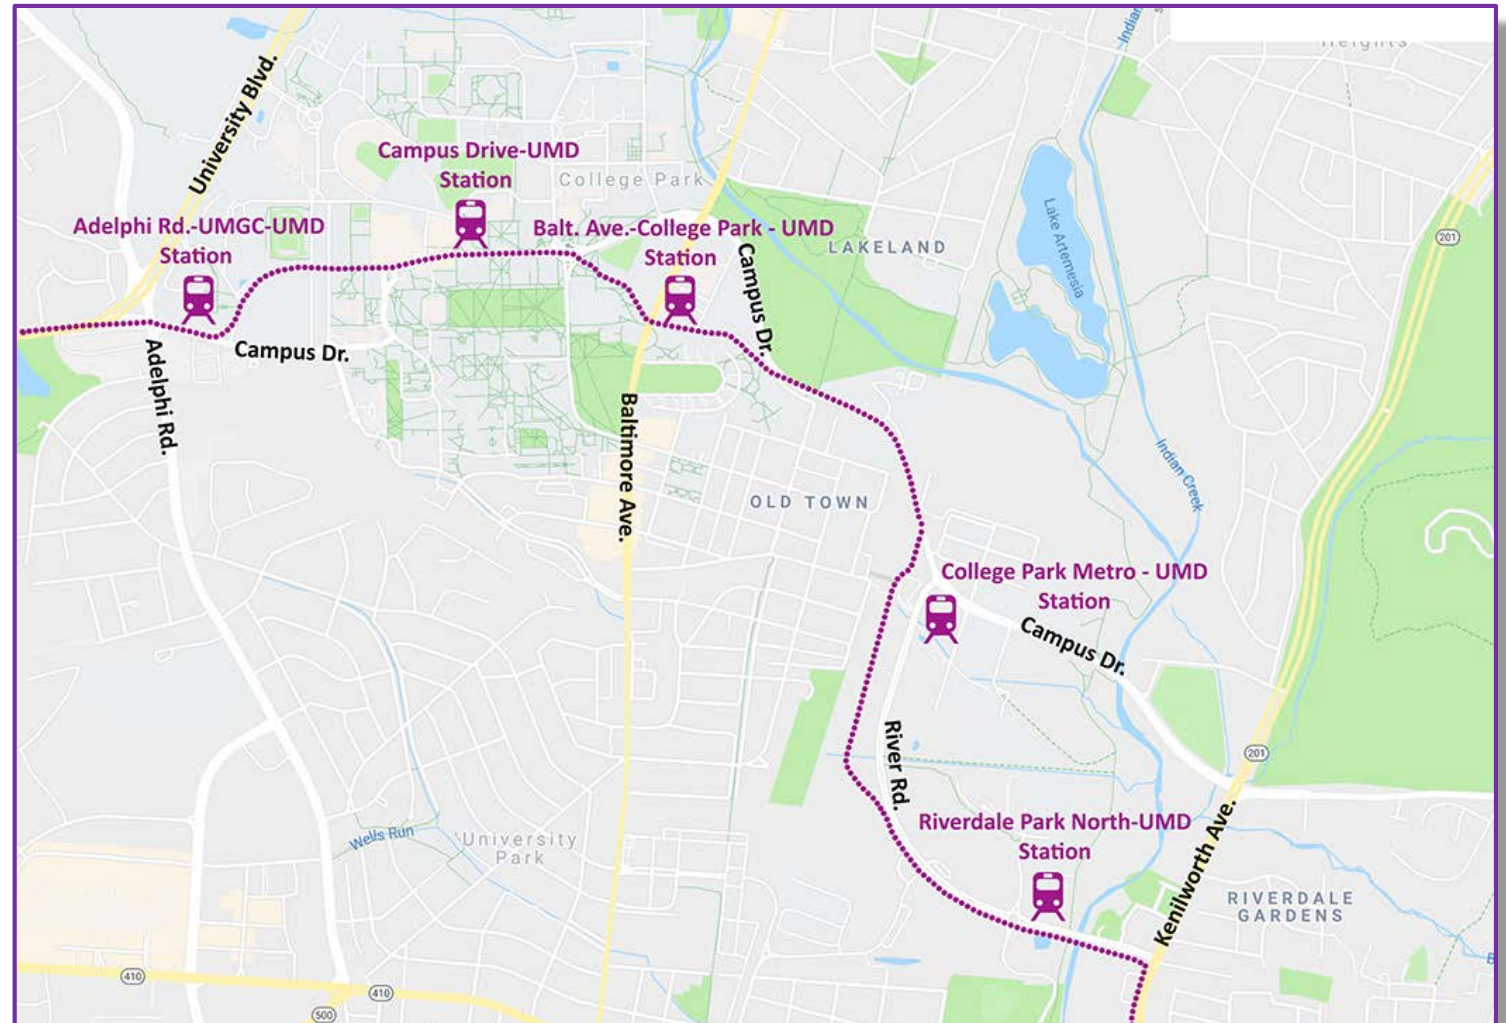 Indian
Heights
University Blvd.
Campus Drive-UMD
Station
College Park
Adelphi Rd.-UMGC-UMD
Station
Balt. Ave.-College Park - UMD
Station
LAKELAND
Lake Artemesia
201
Campus Dr.
Campus Dr.
Adelphi Rd.
Baltimore Ave.
Indian Creek
OLD TOWN
College Park Metro - UMD
Station
Campus Dr.
River Rd.
201
Riverdale Park North-UMD
Station
Wells Run
University
Park
Kenilworth Ave.
RIVERDALE
GARDENS
B
410
410
500